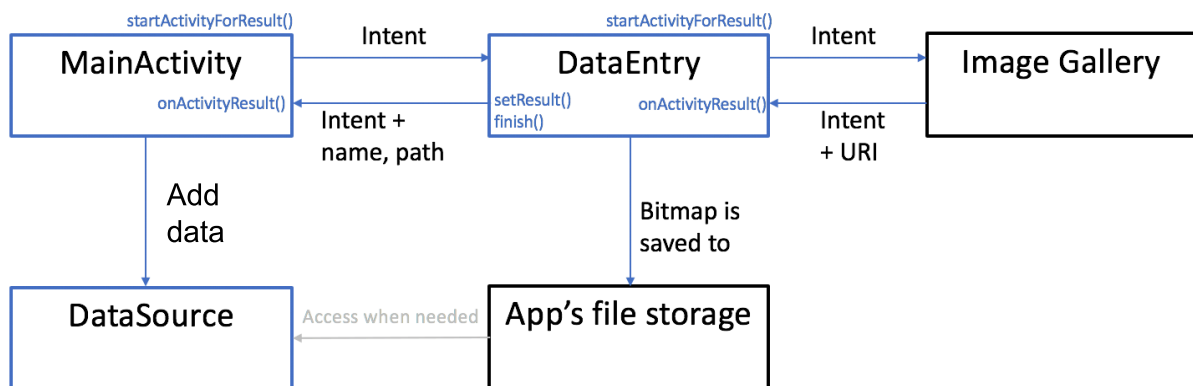 startActivityForResult()
startActivityForResult()
MainActivity
Intent
DataEntry
Intent
Image Gallery
onActivityResult()
setResult()
finish()
onActivityResult()
Intent +
name, path
Intent
+ URI
Add
data
Bitmap is
saved to
DataSource
Access when needed
App’s file storage